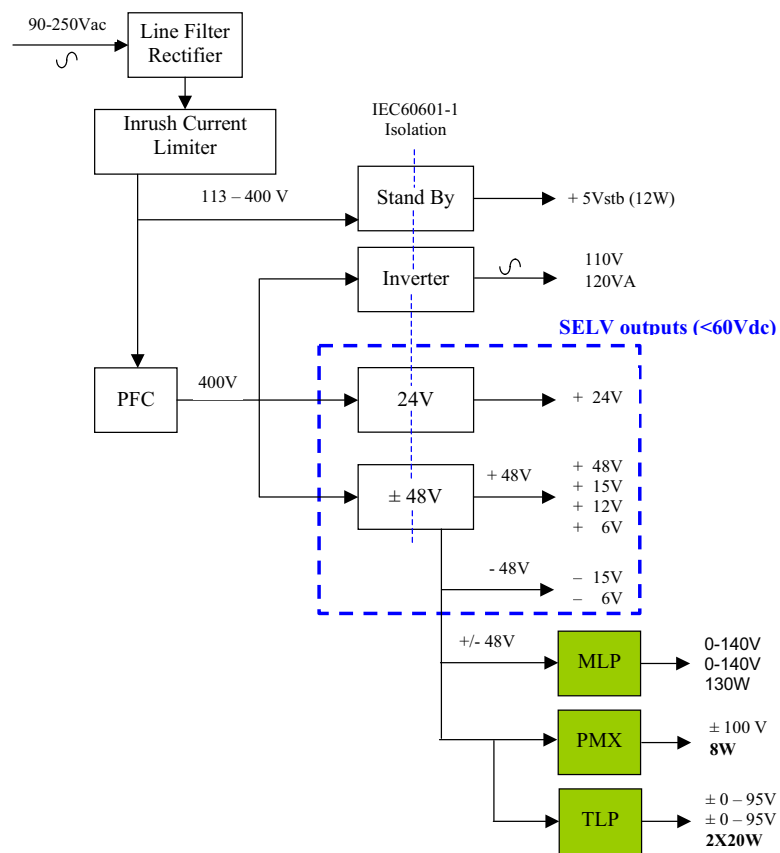 90-250Vac
Line Filter
Rectifier
Inrush Current
Limiter
IEC60601-1
Isolation
113 – 400 V
Stand By
+ 5Vstb (12W)
Inverter
110V
120VA
SELV outputs (<60Vdc)
PFC
400V
24V
+ 24V
± 48V
+ 48V
+ 48V
+ 15V
+ 12V
+ 6V
- 48V
– 15V
– 6V
+/- 48V
MLP
0-140V
0-140V
130W
PMX
± 100 V
8W
TLP
± 0 – 95V
± 0 – 95V
2X20W